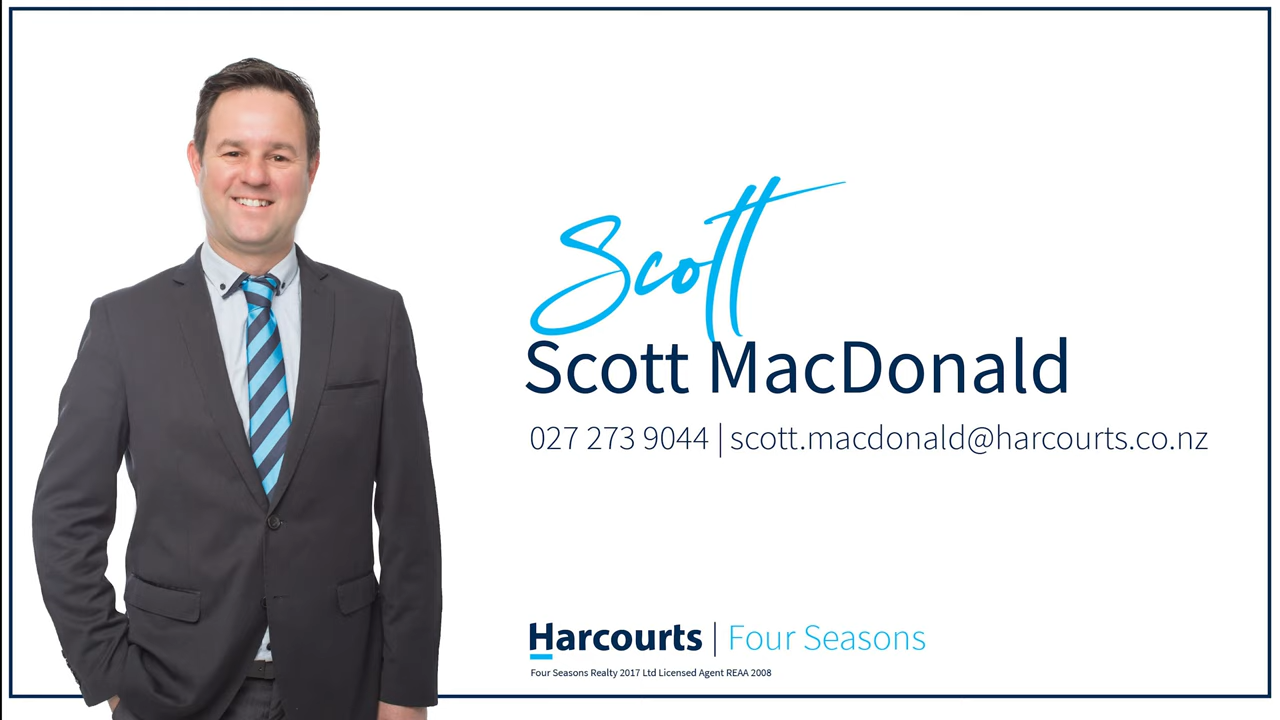 Scott
Scott MacDonald
027 273 9044 | scott.macdonald@harcourts.co.nz
Harcourts | Four Seasons
Four Seasons Realty 2017 Ltd Licensed Agent REAA 2008